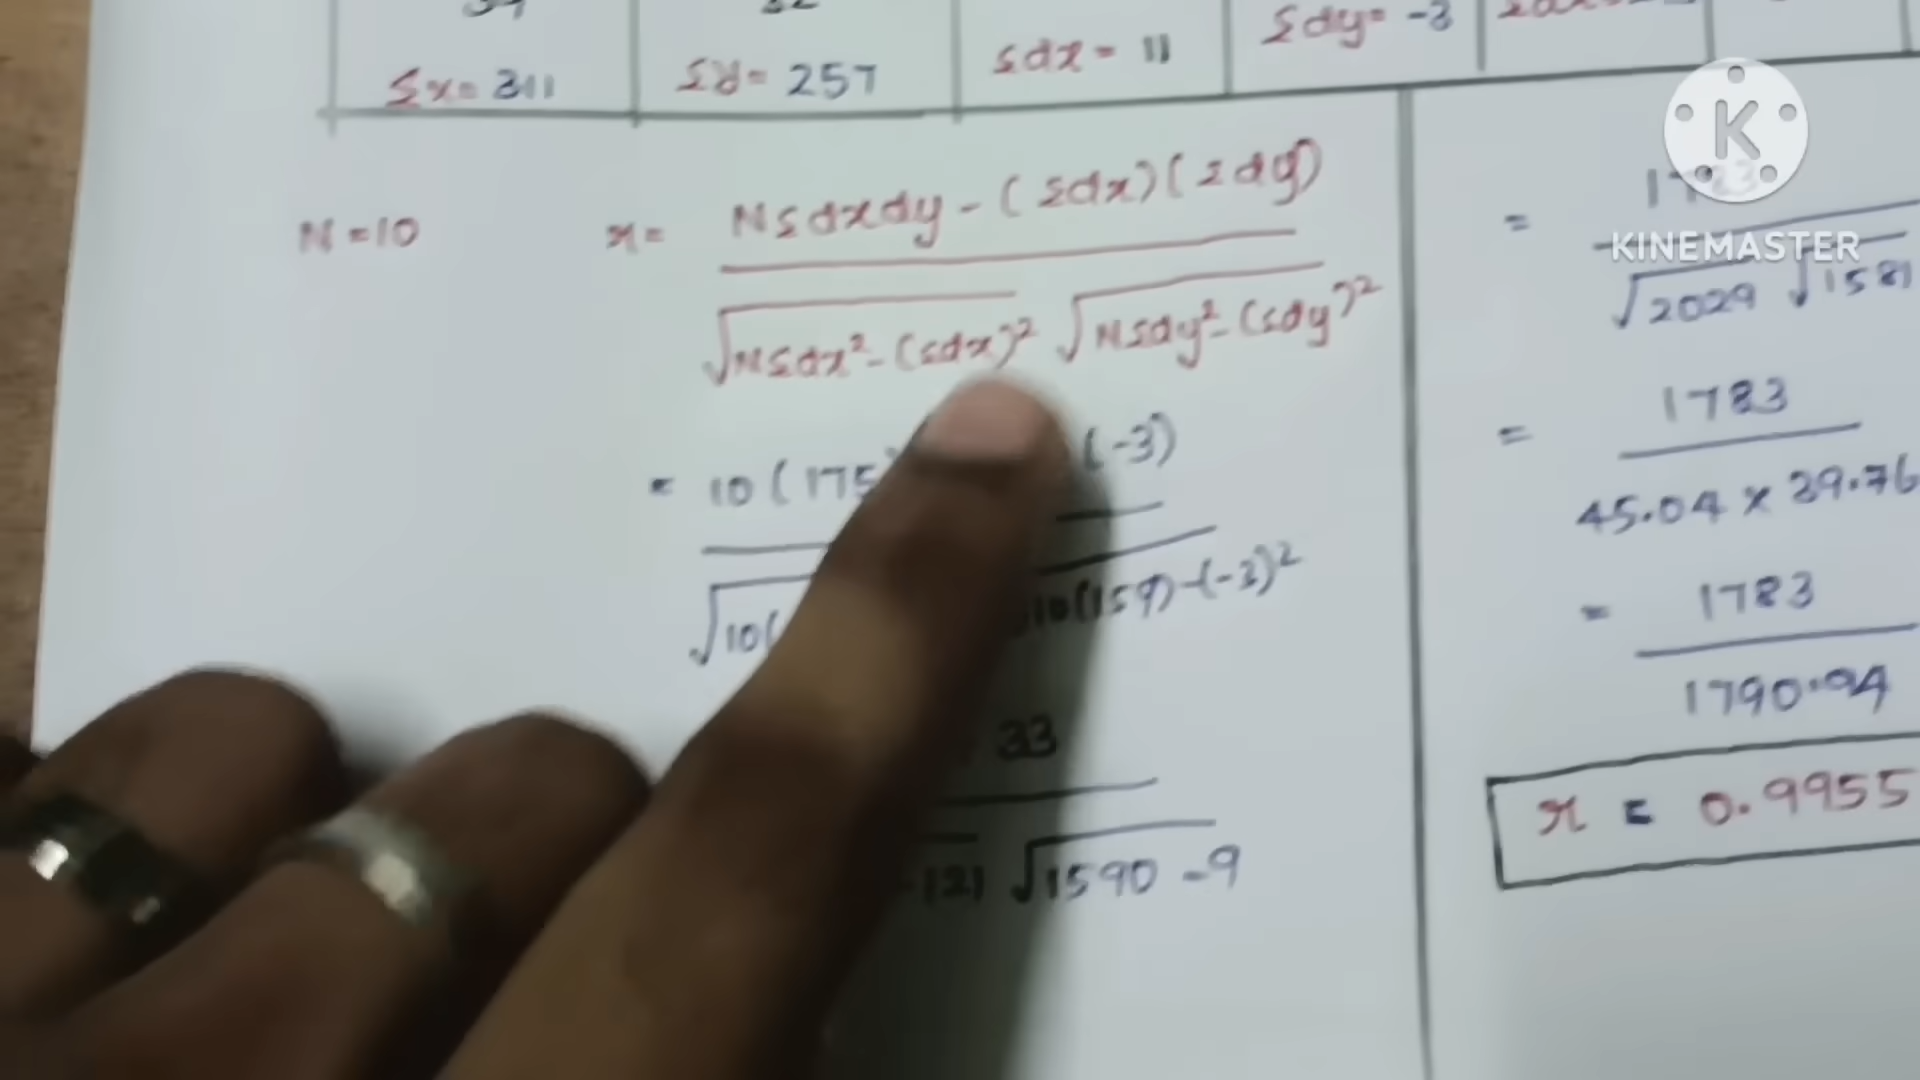 Σx= 311 Σy= 257 Σdx = 11 Σdy= -3
N =10 r= NΣdxdy - (Σdx)(Σdy)
√NΣdx² - (Σdx)² √NΣdy² - (Σdy)²
= 10(175 (-3)
√10( 10(159)-(-3)²
33
-121 √1590 - 9
=
√2029 √1581
= 1783
45.04 x 39.76
= 1783
1790.94
r = 0.9955
K
KINEMASTER